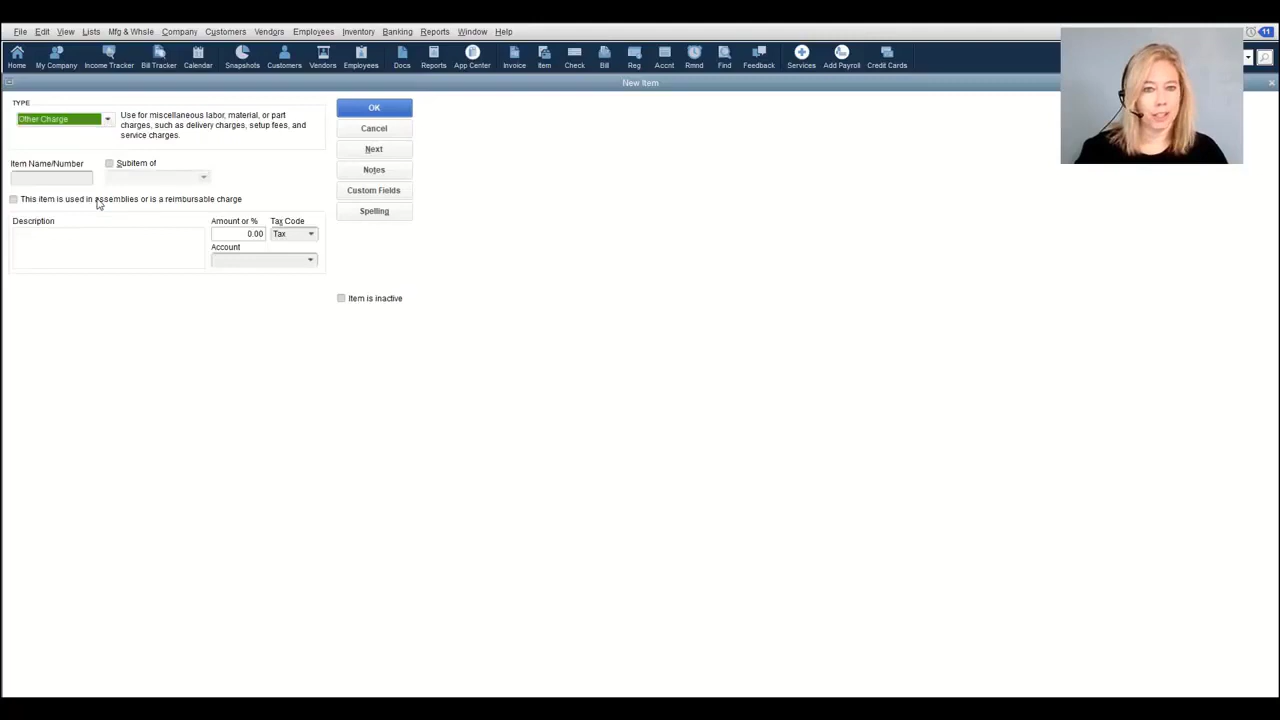 File Edit View Lists Mfg & Whsle Company Customers Vendors Employees Inventory Banking Reports Window Help
11
Home My Company Income Tracker Bill Tracker Calendar Snapshots Customers Vendors Employees Docs Reports App Center Invoice Item Check Bill Reg Accnt Rmnd Find Feedback Services Add Payroll Credit Cards
New Item
TYPE
Other Charge
Use for miscellaneous labor, material, or part
charges, such as delivery charges, setup fees, and
service charges.
OK
Cancel
Next
Notes
Custom Fields
Spelling
Item Name/Number
Subitem of
This item is used in assemblies or is a reimbursable charge
Description
Amount or %
Tax Code
0.00
Tax
Account
Item is inactive